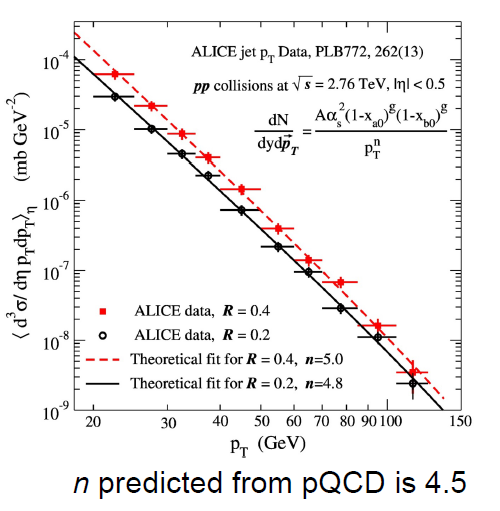 ALICE jet pT Data, PLB772, 262(13)
pp collisions at √s = 2.76 TeV, |η| < 0.5
dN/dyd𝐩⃗T = Aαs²(1-xa0)^g(1-xb0)^g / pT^n
⟨ d³σ/ dη pTdpT⟩η (mb GeV⁻²)
10⁻⁴
10⁻⁵
10⁻⁶
10⁻⁷
10⁻⁸
10⁻⁹
ALICE data, R = 0.4
ALICE data, R = 0.2
Theoretical fit for R = 0.4, n=5.0
Theoretical fit for R = 0.2, n=4.8
20 30 40 50 60 70 80 90 100 150
pT (GeV)
n predicted from pQCD is 4.5